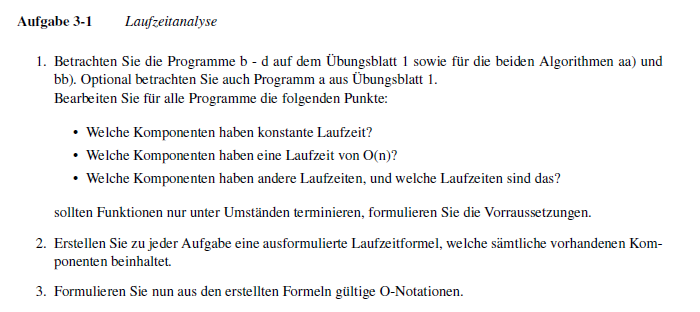 Aufgabe 3-1 Laufzeitanalyse
1. Betrachten Sie die Programme b - d auf dem Übungsblatt 1 sowie für die beiden Algorithmen aa) und
bb). Optional betrachten Sie auch Programm a aus Übungsblatt 1.
Bearbeiten Sie für alle Programme die folgenden Punkte:
• Welche Komponenten haben konstante Laufzeit?
• Welche Komponenten haben eine Laufzeit von O(n)?
• Welche Komponenten haben andere Laufzeiten, und welche Laufzeiten sind das?
sollten Funktionen nur unter Umständen terminieren, formulieren Sie die Vorraussetzungen.
2. Erstellen Sie zu jeder Aufgabe eine ausformulierte Laufzeitformel, welche sämtliche vorhandenen Kom-
ponenten beinhaltet.
3. Formulieren Sie nun aus den erstellten Formeln gültige O-Notationen.